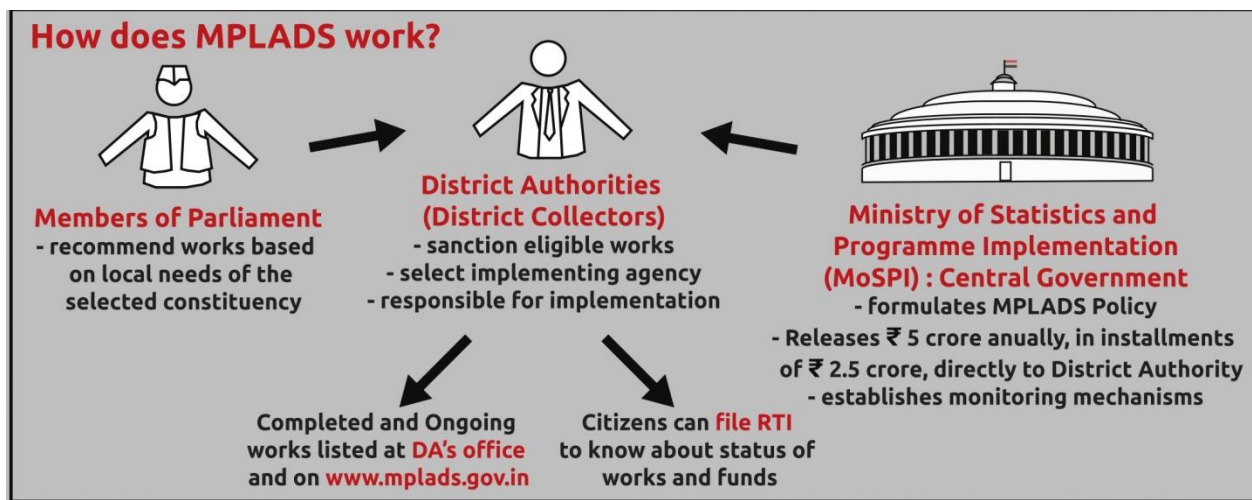 How does MPLADS work?
Members of Parliament
- recommend works based
on local needs of the
selected constituency
District Authorities
(District Collectors)
- sanction eligible works
- select implementing agency
- responsible for implementation
Ministry of Statistics and
Programme Implementation
(MoSPI) : Central Government
- formulates MPLADS Policy
- Releases ₹ 5 crore anually, in installments
of ₹ 2.5 crore, directly to District Authority
- establishes monitoring mechanisms
Completed and Ongoing
works listed at DA's office
and on www.mplads.gov.in
Citizens can file RTI
to know about status of
works and funds